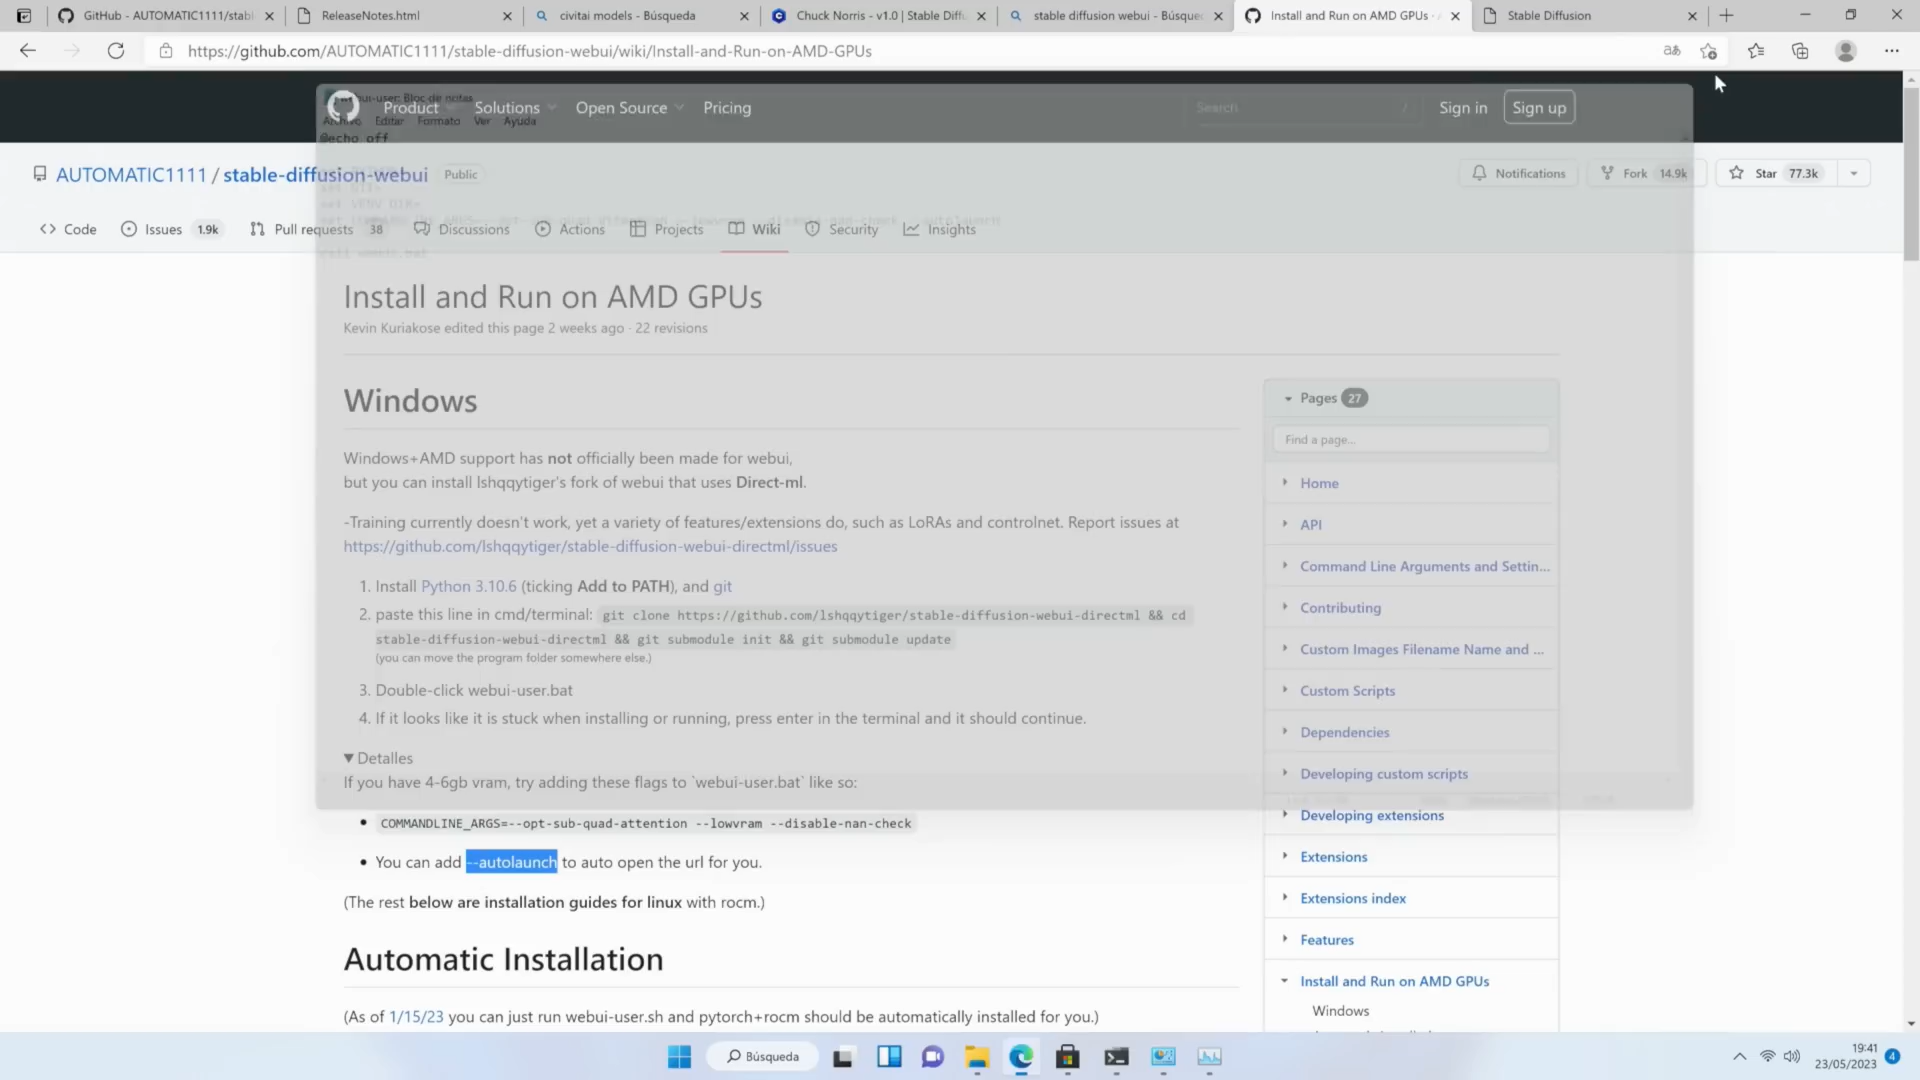 GitHub - AUTOMATIC1111/stabl
ReleaseNotes.html
civitai models - Búsqueda
Chuck Norris - v1.0 | Stable Diffu
stable diffusion webui - Búsqued
Install and Run on AMD GPUs ·
Stable Diffusion
https://github.com/AUTOMATIC1111/stable-diffusion-webui/wiki/Install-and-Run-on-AMD-GPUs
webui-user: Bloc de notas
Archivo Editar Formato Ver Ayuda
@echo off
Product Solutions Open Source Pricing Search / Sign in Sign up
AUTOMATIC1111 / stable-diffusion-webui Public Notifications Fork 14.9k Star 77.3k
Code Issues 1.9k Pull requests 38 Discussions Actions Projects Wiki Security Insights
Install and Run on AMD GPUs
Kevin Kuriakose edited this page 2 weeks ago · 22 revisions
Windows
Windows+AMD support has not officially been made for webui,
but you can install lshqqytiger's fork of webui that uses Direct-ml.
-Training currently doesn't work, yet a variety of features/extensions do, such as LoRAs and controlnet. Report issues at
https://github.com/lshqqytiger/stable-diffusion-webui-directml/issues
1. Install Python 3.10.6 (ticking Add to PATH), and git
2. paste this line in cmd/terminal: git clone https://github.com/lshqqytiger/stable-diffusion-webui-directml && cd
stable-diffusion-webui-directml && git submodule init && git submodule update
(you can move the program folder somewhere else.)
3. Double-click webui-user.bat
4. If it looks like it is stuck when installing or running, press enter in the terminal and it should continue.
▼ Detalles
If you have 4-6gb vram, try adding these flags to `webui-user.bat` like so:
• COMMANDLINE_ARGS=--opt-sub-quad-attention --lowvram --disable-nan-check
• You can add --autolaunch to auto open the url for you.
(The rest below are installation guides for linux with rocm.)
Automatic Installation
(As of 1/15/23 you can just run webui-user.sh and pytorch+rocm should be automatically installed for you.)
Pages 27
Find a page...
Home
API
Command Line Arguments and Settin...
Contributing
Custom Images Filename Name and ...
Custom Scripts
Dependencies
Developing custom scripts
Developing extensions
Extensions
Extensions index
Features
Install and Run on AMD GPUs
Windows
Búsqueda
19:41
23/05/2023
4